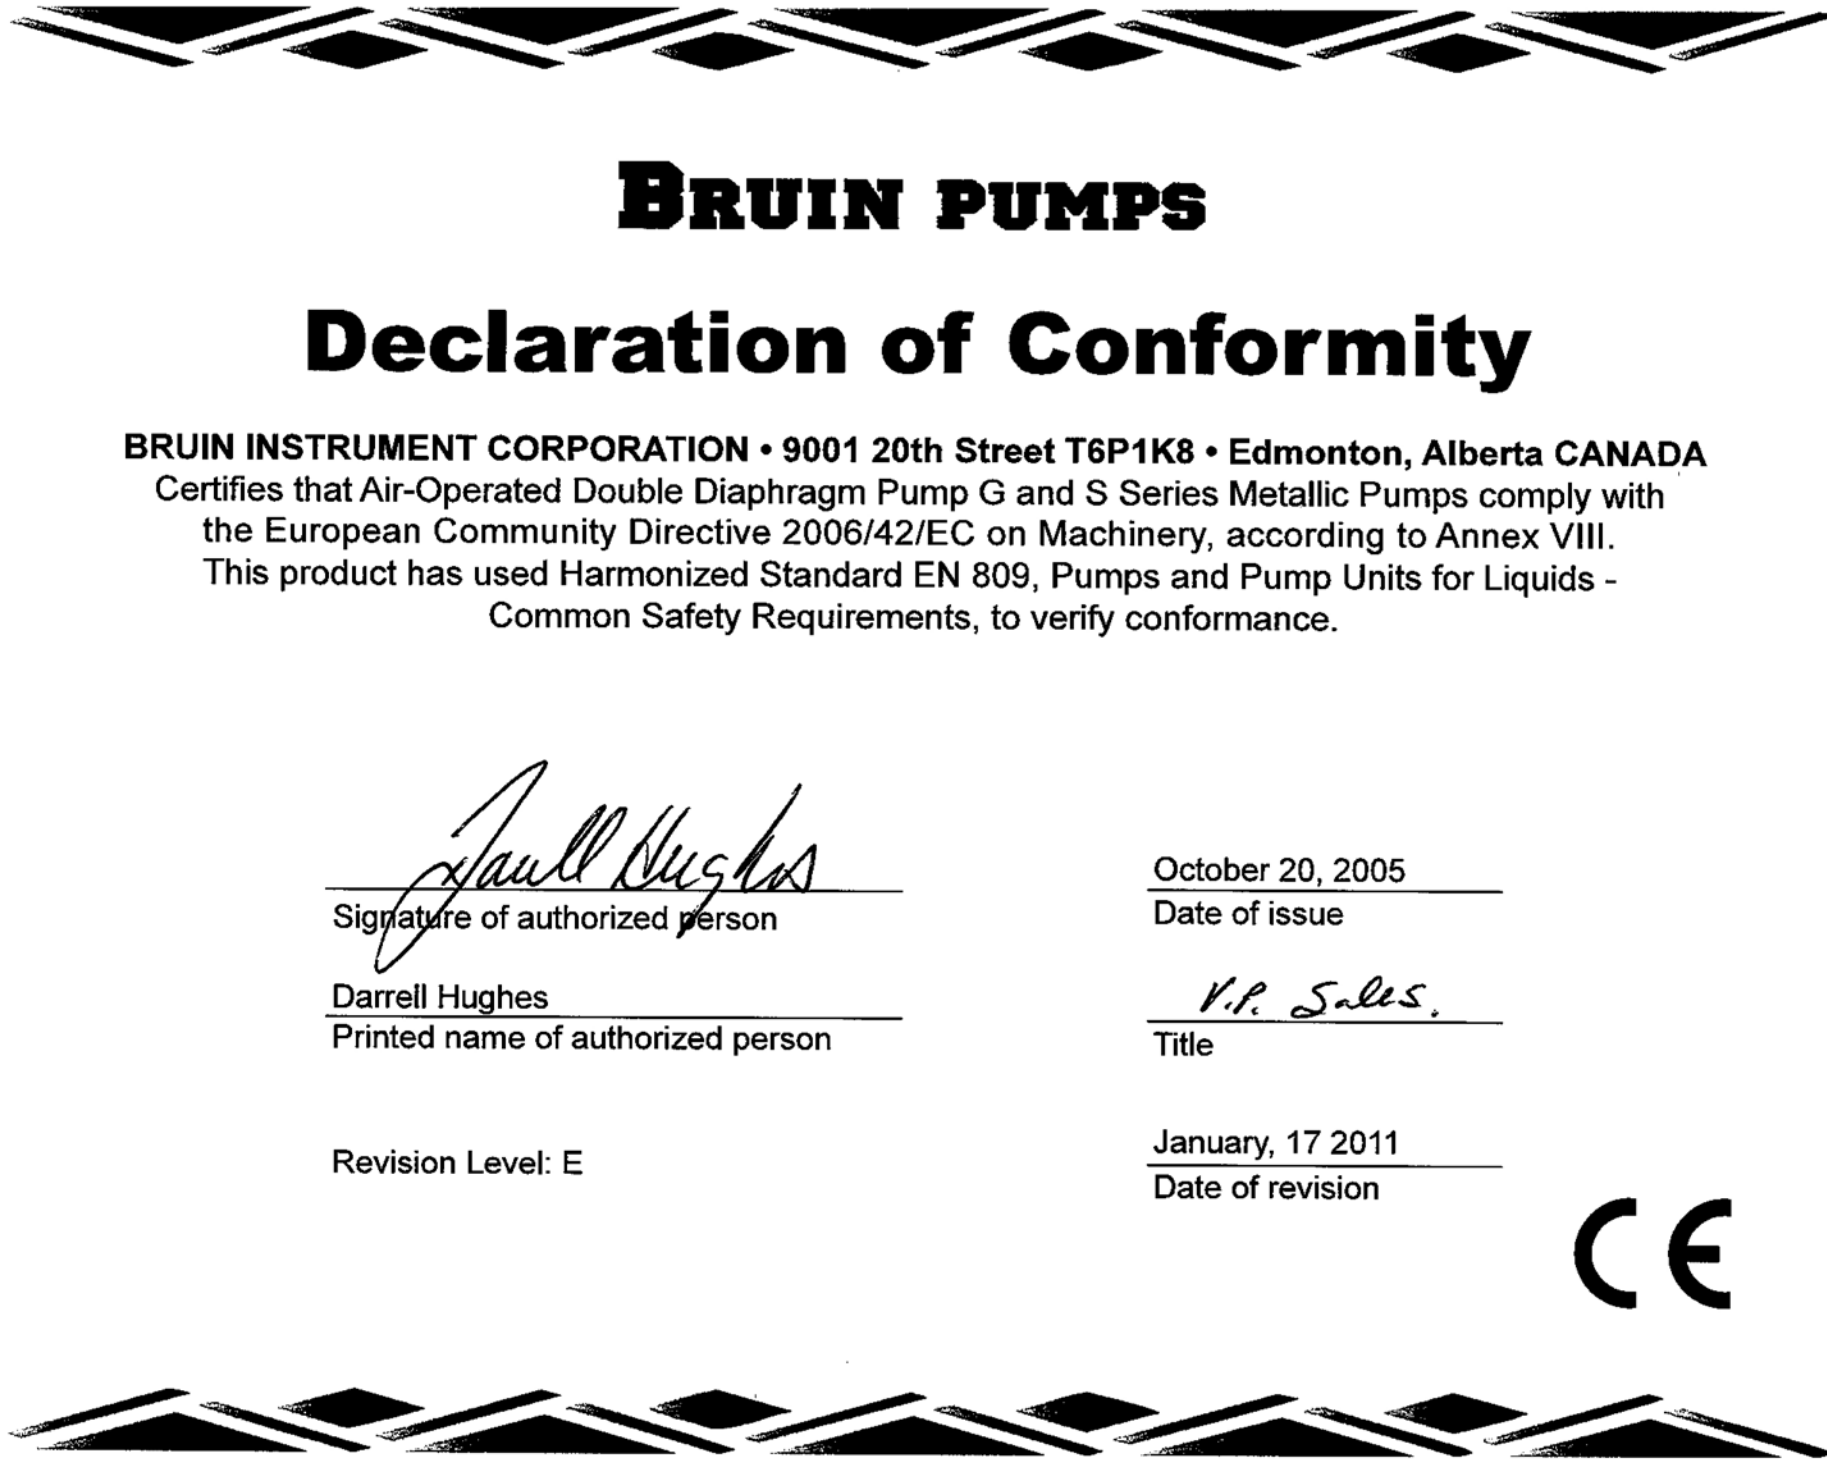 BRUIN PUMPS
Declaration of Conformity
BRUIN INSTRUMENT CORPORATION • 9001 20th Street T6P1K8 • Edmonton, Alberta CANADA
Certifies that Air-Operated Double Diaphragm Pump G and S Series Metallic Pumps comply with
the European Community Directive 2006/42/EC on Machinery, according to Annex VIII.
This product has used Harmonized Standard EN 809, Pumps and Pump Units for Liquids -
Common Safety Requirements, to verify conformance.
Darrell Hughes
Signature of authorized person
Darrell Hughes
Printed name of authorized person
Revision Level: E
October 20, 2005
Date of issue
V.P. Sales.
Title
January, 17 2011
Date of revision
CE